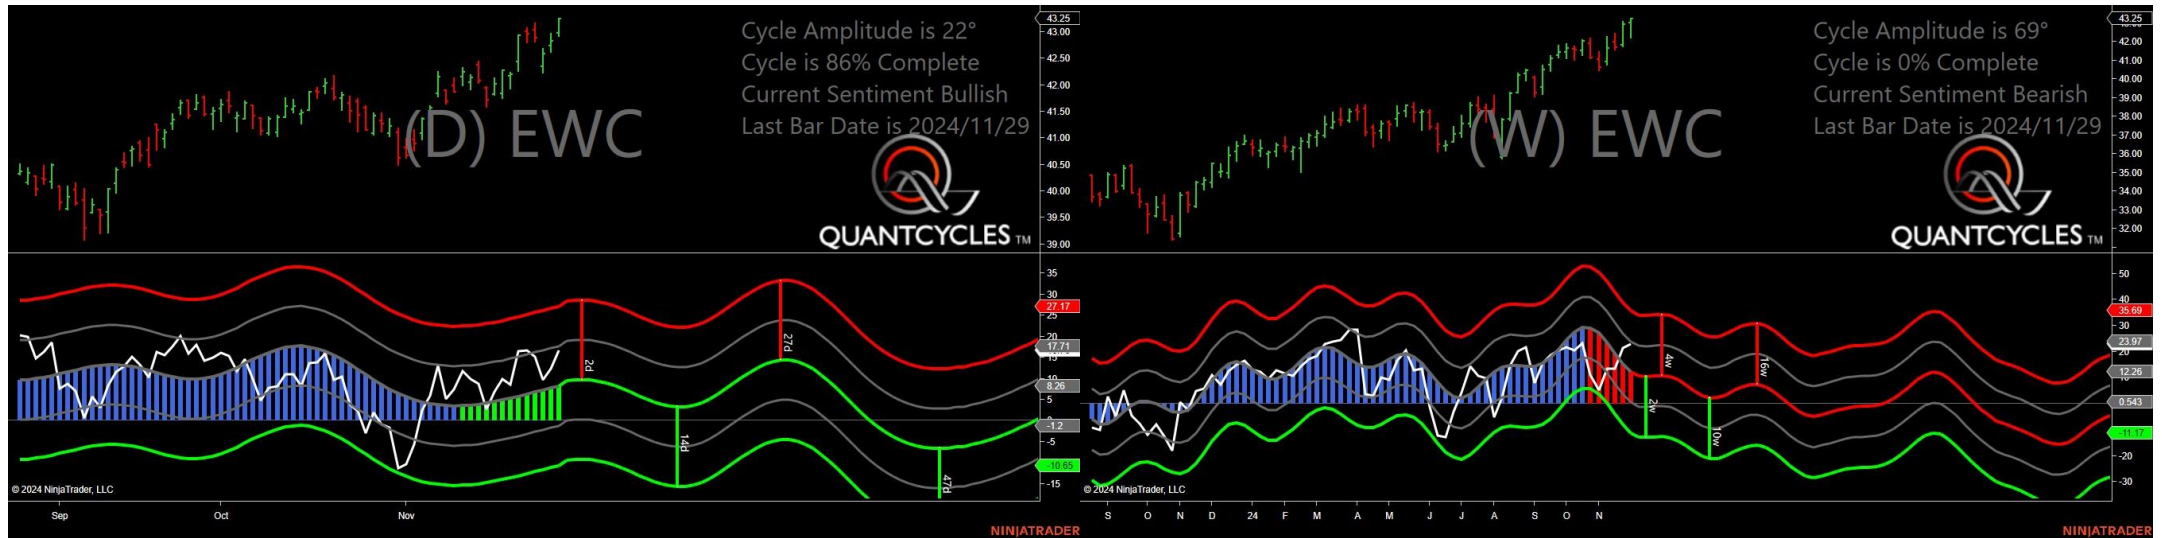 Cycle Amplitude is 22°
Cycle is 86% Complete
Current Sentiment Bullish
Last Bar Date is 2024/11/29
(D) EWC
QUANTCYCLES TM
43.25
43.00
42.50
42.00
41.50
41.00
40.50
40.00
39.50
39.00
35
30
27.17
25
20
17.71
15
10
8.26
5
0
-1.2
-5
-10.65
-15
2d
14d
27d
47d
© 2024 NinjaTrader, LLC
Sep Oct Nov
NINJATRADER
Cycle Amplitude is 69°
Cycle is 0% Complete
Current Sentiment Bearish
Last Bar Date is 2024/11/29
(W) EWC
QUANTCYCLES TM
43.25
42.00
41.00
40.00
39.00
38.00
37.00
36.00
35.00
34.00
33.00
32.00
50
40
35.69
30
23.97
20
12.26
0.543
-11.17
-20
-30
4w
2w
10w
16w
© 2024 NinjaTrader, LLC
S O N D 24 F M A M J J A S O N
NINJATRADER